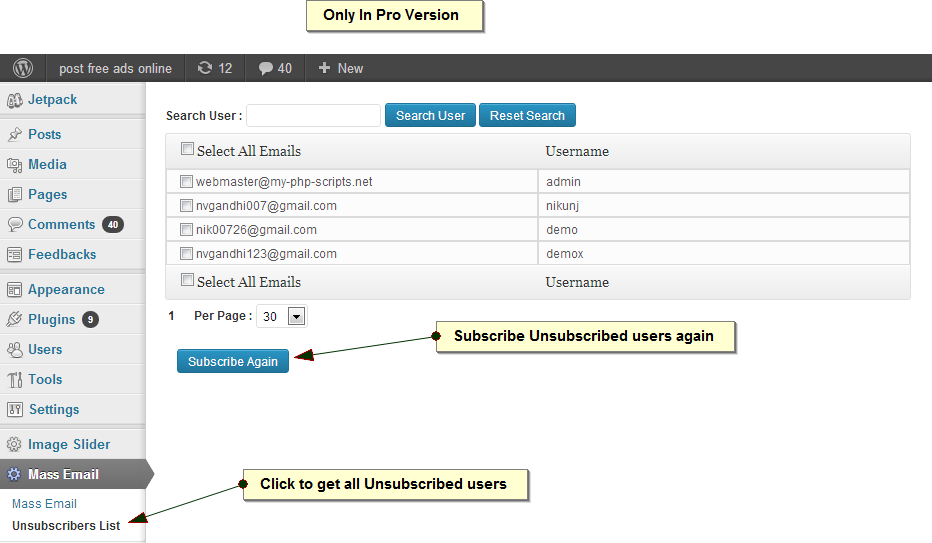 Only In Pro Version
post free ads online 12 40 + New
Jetpack
Posts
Media
Pages
Comments 40
Feedbacks
Appearance
Plugins 9
Users
Tools
Settings
Image Slider
Mass Email
Mass Email
Unsubscribers List
Search User : Search User Reset Search
Select All Emails Username
webmaster@my-php-scripts.net admin
nvgandhi007@gmail.com nikunj
nik00726@gmail.com demo
nvgandhi123@gmail.com demox
Select All Emails Username
1 Per Page : 30
Subscribe Unsubscribed users again
Subscribe Again
Click to get all Unsubscribed users